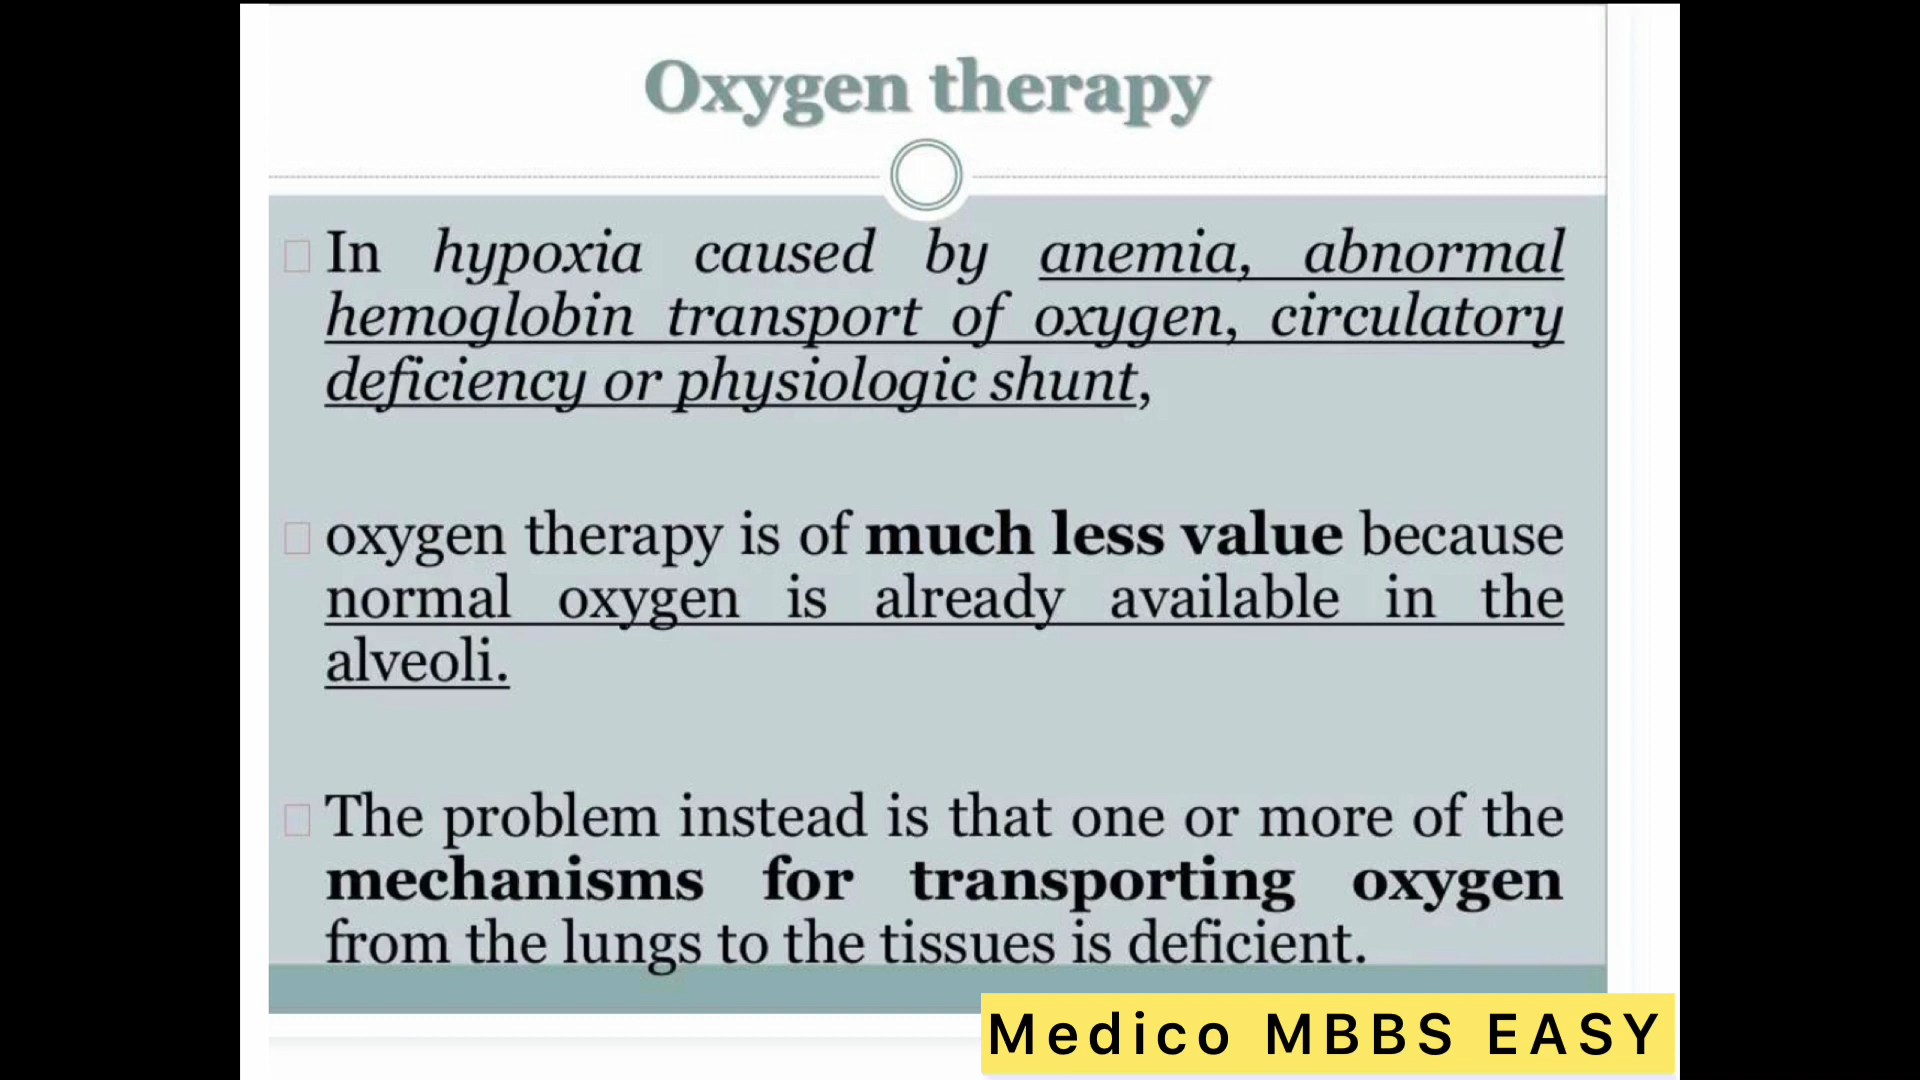 Oxygen therapy
In hypoxia caused by anemia, abnormal
hemoglobin transport of oxygen, circulatory
deficiency or physiologic shunt,
oxygen therapy is of much less value because
normal oxygen is already available in the
alveoli.
The problem instead is that one or more of the
mechanisms for transporting oxygen
from the lungs to the tissues is deficient.
Medico MBBS EASY